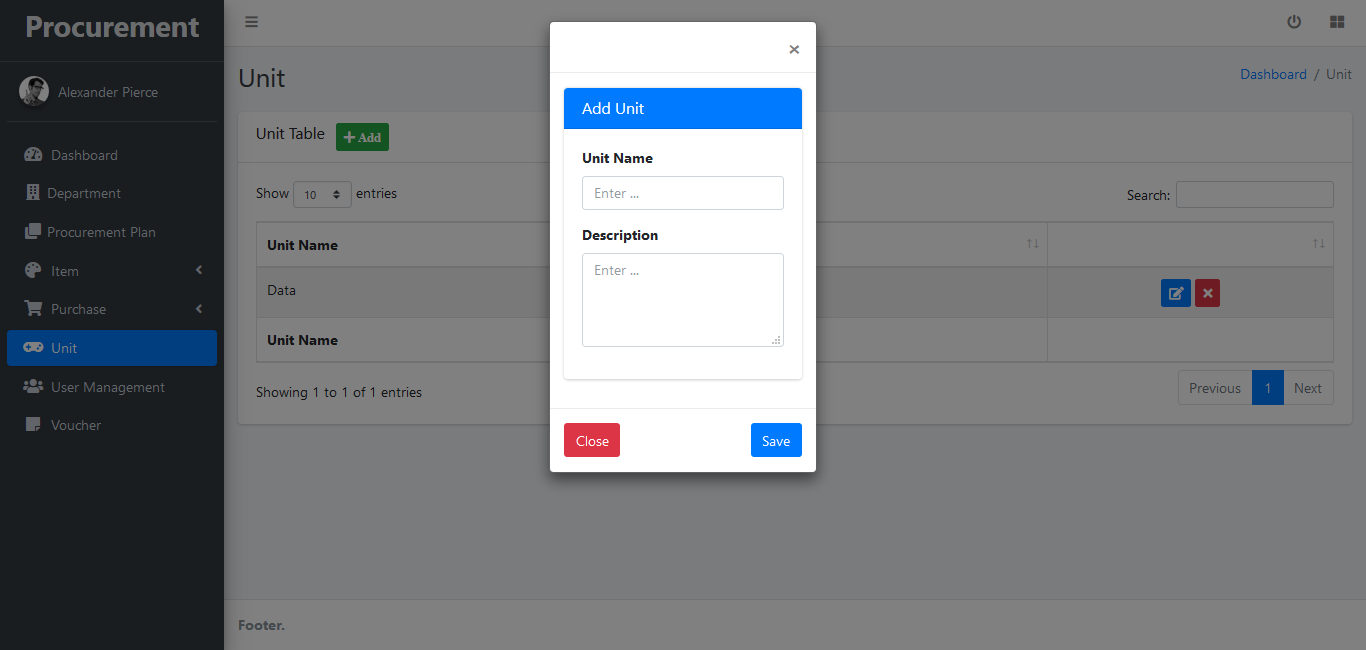 Procurement
Alexander Pierce
Dashboard
Department
Procurement Plan
Item
Purchase
Unit
User Management
Voucher
Unit
Dashboard / Unit
Unit Table
Add
Show 10 entries
Search:
Unit Name
Data
Unit Name
Showing 1 to 1 of 1 entries
Previous 1 Next
Footer.
×
Add Unit
Unit Name
Enter ...
Description
Enter ...
Close
Save